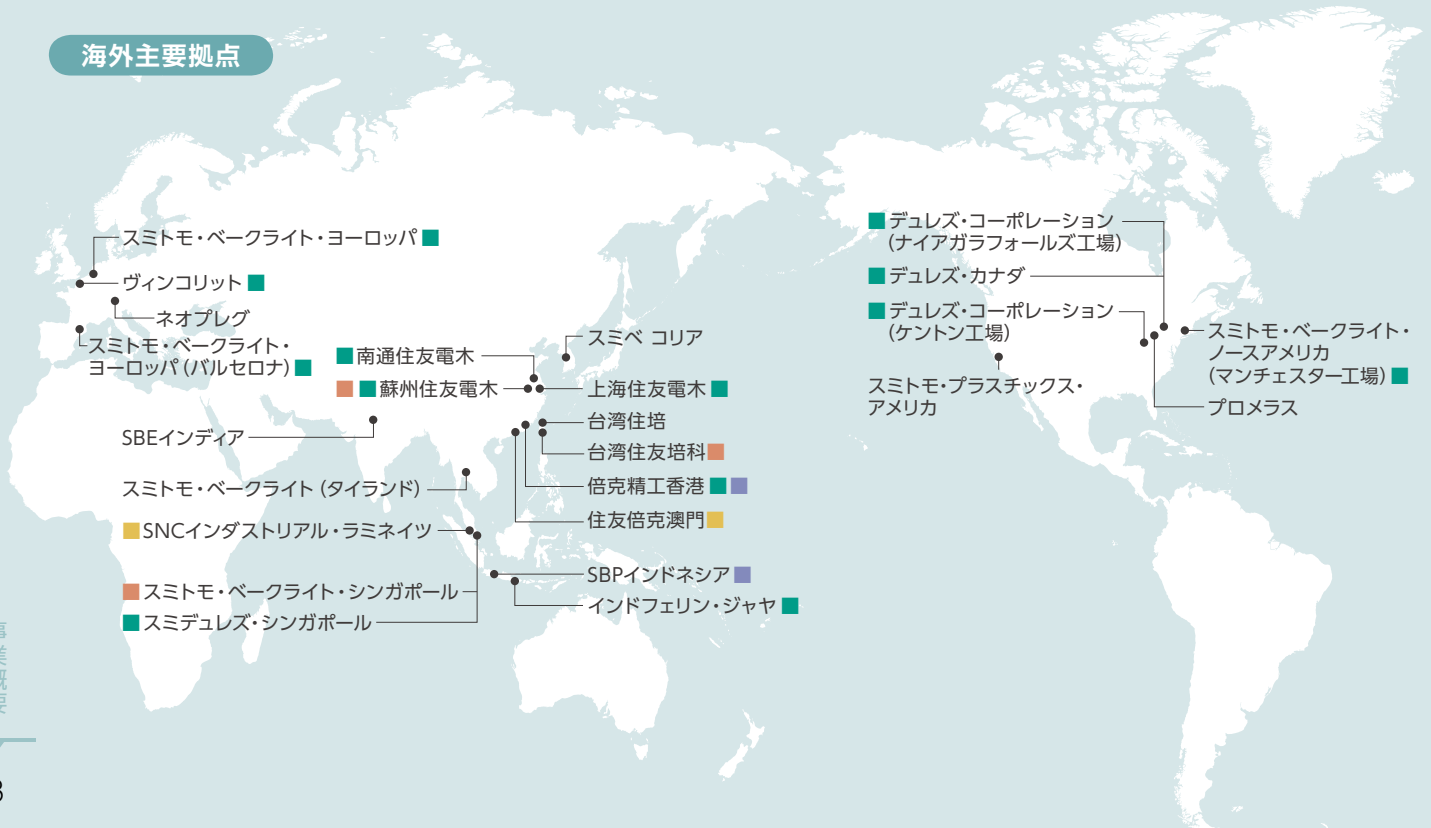 海外主要拠点
スミトモ・ベークライト・ヨーロッパ
ヴィンコリット
ネオプレグ
スミトモ・ベークライト・
ヨーロッパ(バルセロナ)
南通住友電木
蘇州住友電木
SBEインディア
スミトモ・ベークライト(タイランド)
SNCインダストリアル・ラミネイツ
スミトモ・ベークライト・シンガポール
スミデュレズ・シンガポール
スミベ コリア
上海住友電木
台湾住培
台湾住友培科
倍克精工香港
住友倍克澳門
SBPインドネシア
インドフェリン・ジャヤ
デュレズ・コーポレーション
(ナイアガラフォールズ工場)
デュレズ・カナダ
デュレズ・コーポレーション
(ケントン工場)
スミトモ・プラスチックス・
アメリカ
スミトモ・ベークライト・
ノースアメリカ
(マンチェスター工場)
プロメラス
事業概要